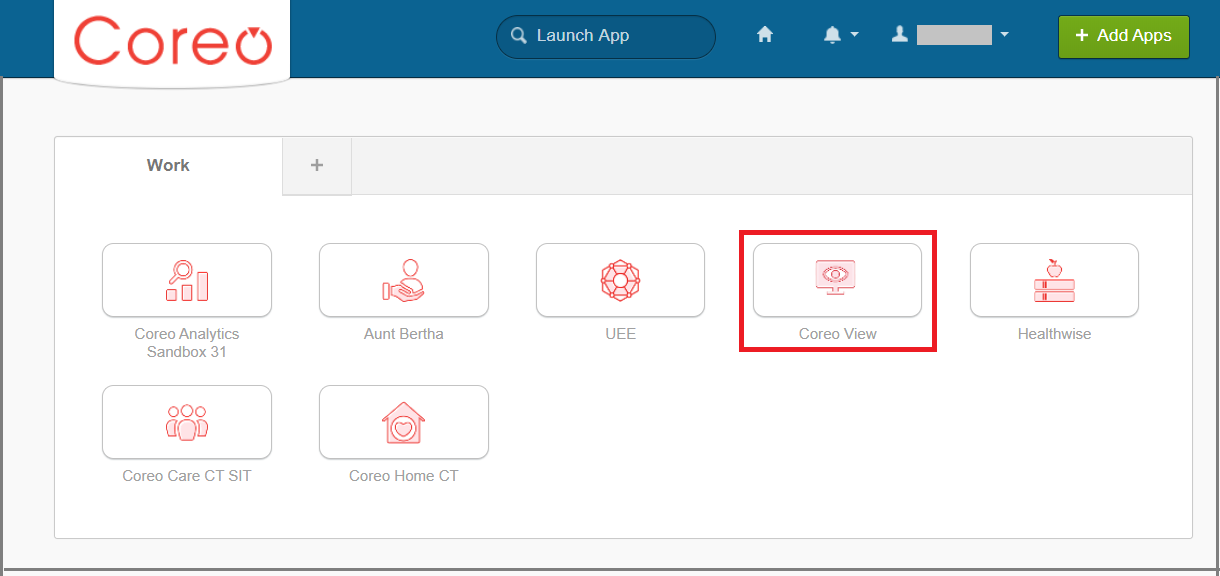 Coreo
Launch App
+ Add Apps
Work
+
Coreo Analytics
Sandbox 31
Aunt Bertha
UEE
Coreo View
Healthwise
Coreo Care CT SIT
Coreo Home CT